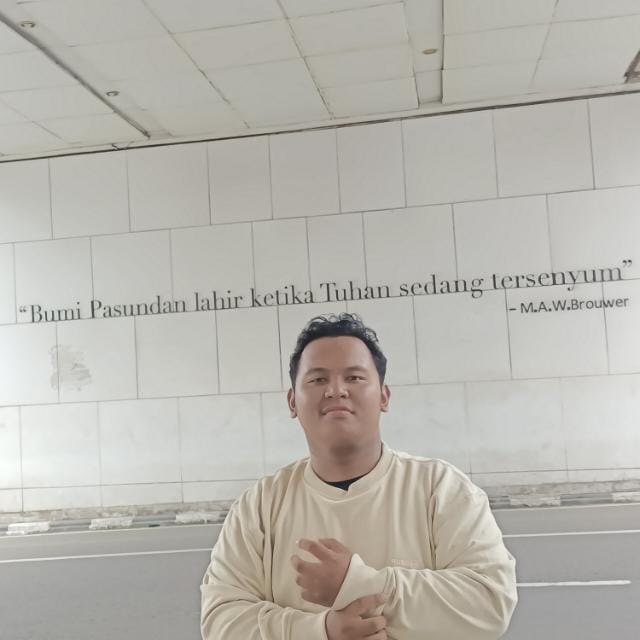 “Bumi Pasundan lahir ketika Tuhan sedang tersenyum”
– M.A.W.Brouwer